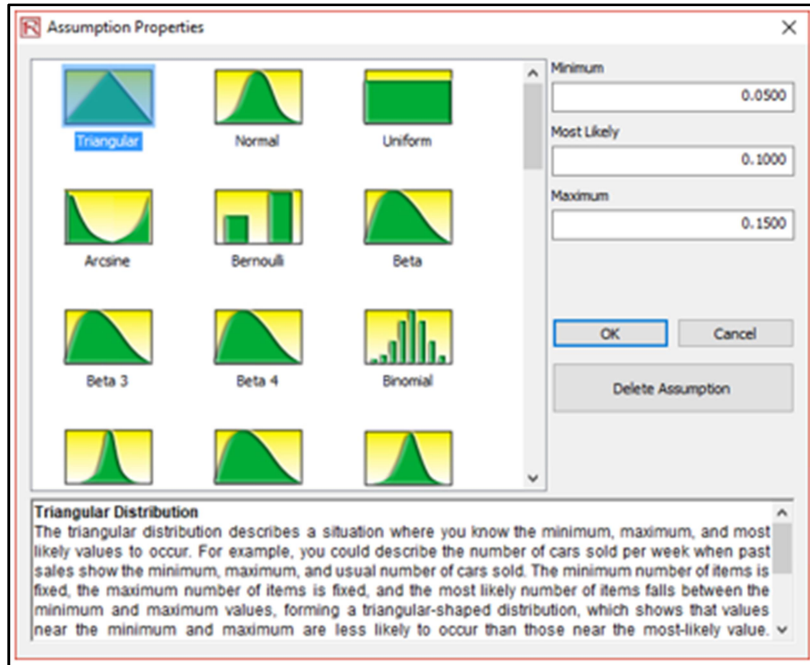 Assumption Properties
Triangular
Normal
Uniform
Arcsine
Bernoulli
Beta
Beta 3
Beta 4
Binomial
Minimum
0.0500
Most Likely
0.1000
Maximum
0.1500
OK
Cancel
Delete Assumption
Triangular Distribution
The triangular distribution describes a situation where you know the minimum, maximum, and most
likely values to occur. For example, you could describe the number of cars sold per week when past
sales show the minimum, maximum, and usual number of cars sold. The minimum number of items is
fixed, the maximum number of items is fixed, and the most likely number of items falls between the
minimum and maximum values, forming a triangular-shaped distribution, which shows that values
near the minimum and maximum are less likely to occur than those near the most-likely value.